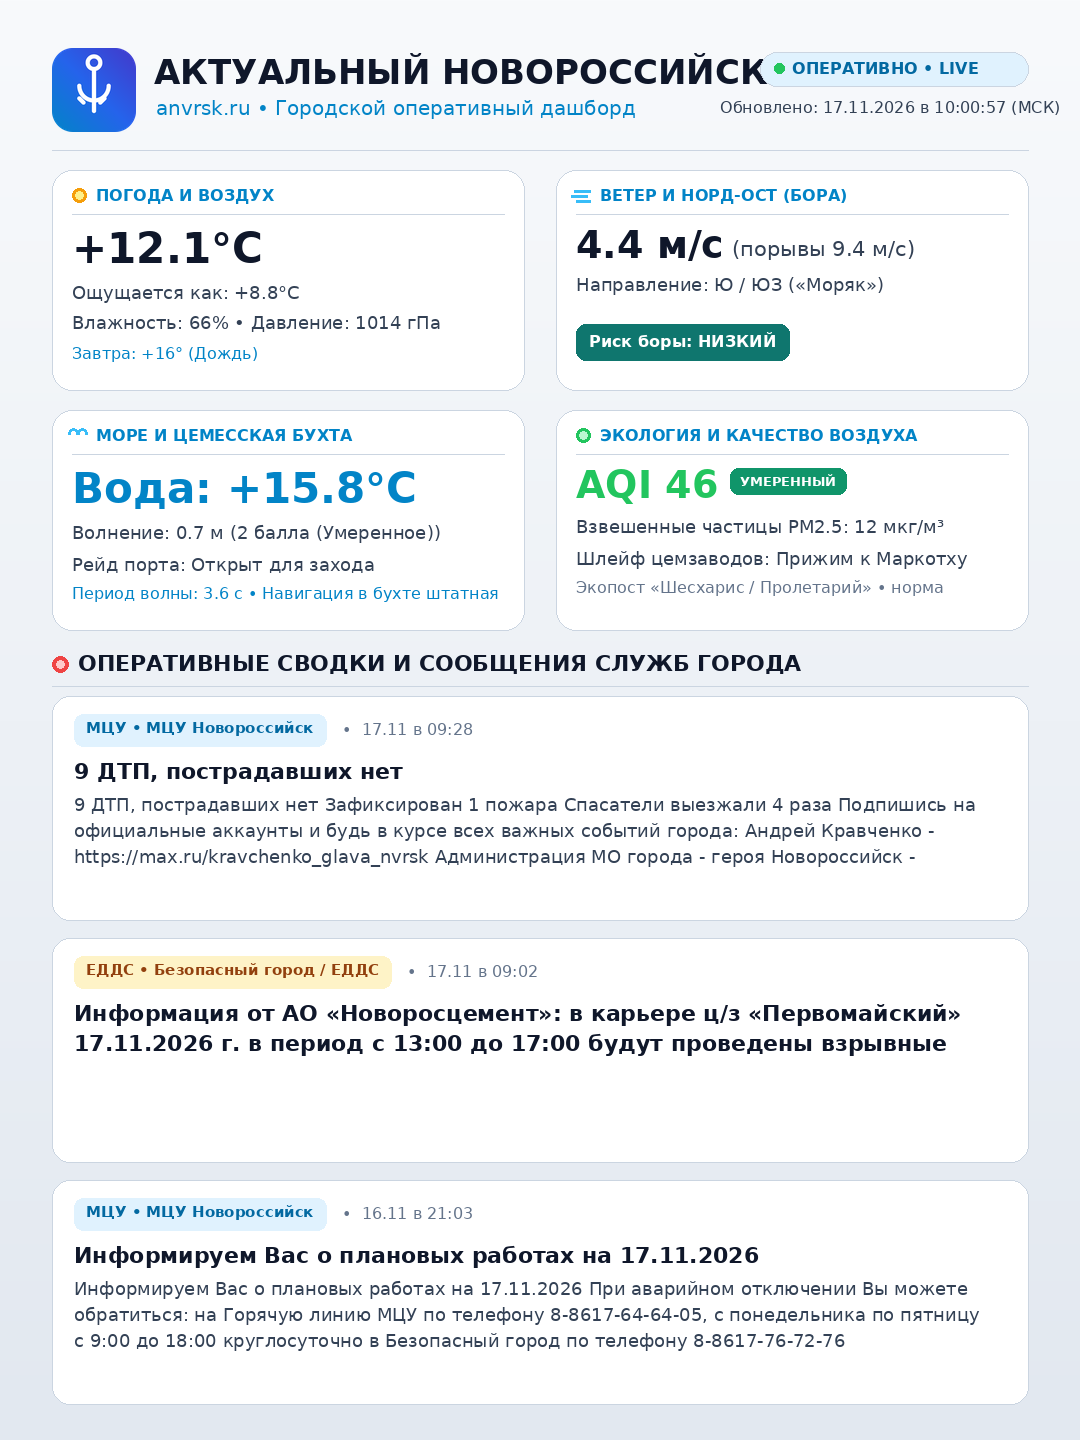 АКТУАЛЬНЫЙ НОВОРОССИЙСК
ОПЕРАТИВНО • LIVE
anvrsk.ru • Городской оперативный дашборд
Обновлено: 17.11.2026 в 10:00:57 (МСК)
ПОГОДА И ВОЗДУХ
+12.1°C
Ощущается как: +8.8°C
Влажность: 66% • Давление: 1014 гПа
Завтра: +16° (Дождь)
ВЕТЕР И НОРД-ОСТ (БОРА)
4.4 м/с (порывы 9.4 м/с)
Направление: Ю / ЮЗ («Моряк»)
Риск боры: НИЗКИЙ
МОРЕ И ЦЕМЕССКАЯ БУХТА
Вода: +15.8°C
Волнение: 0.7 м (2 балла (Умеренное))
Рейд порта: Открыт для захода
Период волны: 3.6 с • Навигация в бухте штатная
ЭКОЛОГИЯ И КАЧЕСТВО ВОЗДУХА
AQI 46 УМЕРЕННЫЙ
Взвешенные частицы PM2.5: 12 мкг/м³
Шлейф цемзаводов: Прижим к Маркотху
Экопост «Шесхарис / Пролетарий» • норма
ОПЕРАТИВНЫЕ СВОДКИ И СООБЩЕНИЯ СЛУЖБ ГОРОДА
МЦУ • МЦУ Новороссийск • 17.11 в 09:28
9 ДТП, пострадавших нет
9 ДТП, пострадавших нет Зафиксирован 1 пожара Спасатели выезжали 4 раза Подпишись на
официальные аккаунты и будь в курсе всех важных событий города: Андрей Кравченко -
https://max.ru/kravchenko_glava_nvrsk Администрация МО города - героя Новороссийск -
ЕДДС • Безопасный город / ЕДДС • 17.11 в 09:02
Информация от АО «Новоросцемент»: в карьере ц/з «Первомайский»
17.11.2026 г. в период с 13:00 до 17:00 будут проведены взрывные
МЦУ • МЦУ Новороссийск • 16.11 в 21:03
Информируем Вас о плановых работах на 17.11.2026
Информируем Вас о плановых работах на 17.11.2026 При аварийном отключении Вы можете
обратиться: на Горячую линию МЦУ по телефону 8-8617-64-64-05, с понедельника по пятницу
с 9:00 до 18:00 круглосуточно в Безопасный город по телефону 8-8617-76-72-76